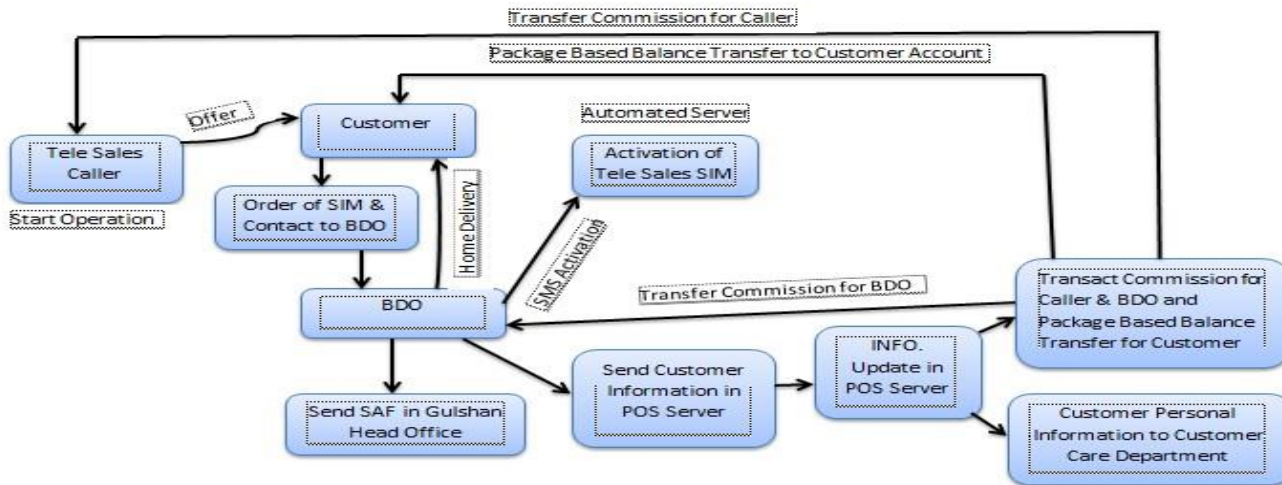 Transfer Commission for Caller
Package Based Balance Transfer to Customer Account
Offer
Customer
Automated Server
Tele Sales
Caller
Activation of
Tele Sales SIM
Start Operation
Order of SIM &
Contact to BDO
Home Delivery
SMS Activation
BDO
Transfer Commission for BDO
Transact Commission for
Caller & BDO and
Package Based Balance
Transfer for Customer
INFO.
Update in
POS Server
Send Customer
Information in
POS Server
Send SAF in Gulshan
Head Office
Customer Personal
Information to Customer
Care Department